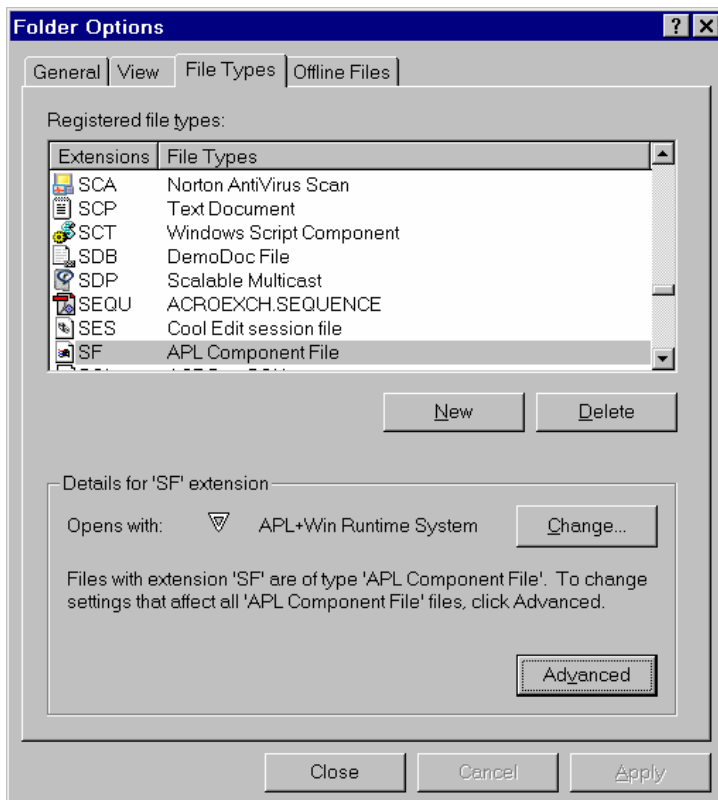 Folder Options
General View File Types Offline Files
Registered file types:
Extensions File Types
SCA Norton AntiVirus Scan
SCP Text Document
SCT Windows Script Component
SDB DemoDoc File
SDP Scalable Multicast
SEQU ACROEXCH.SEQUENCE
SES Cool Edit session file
SF APL Component File
New Delete
Details for 'SF' extension
Opens with: APL+Win Runtime System Change...
Files with extension 'SF' are of type 'APL Component File'. To change
settings that affect all 'APL Component File' files, click Advanced.
Advanced
Close Cancel Apply